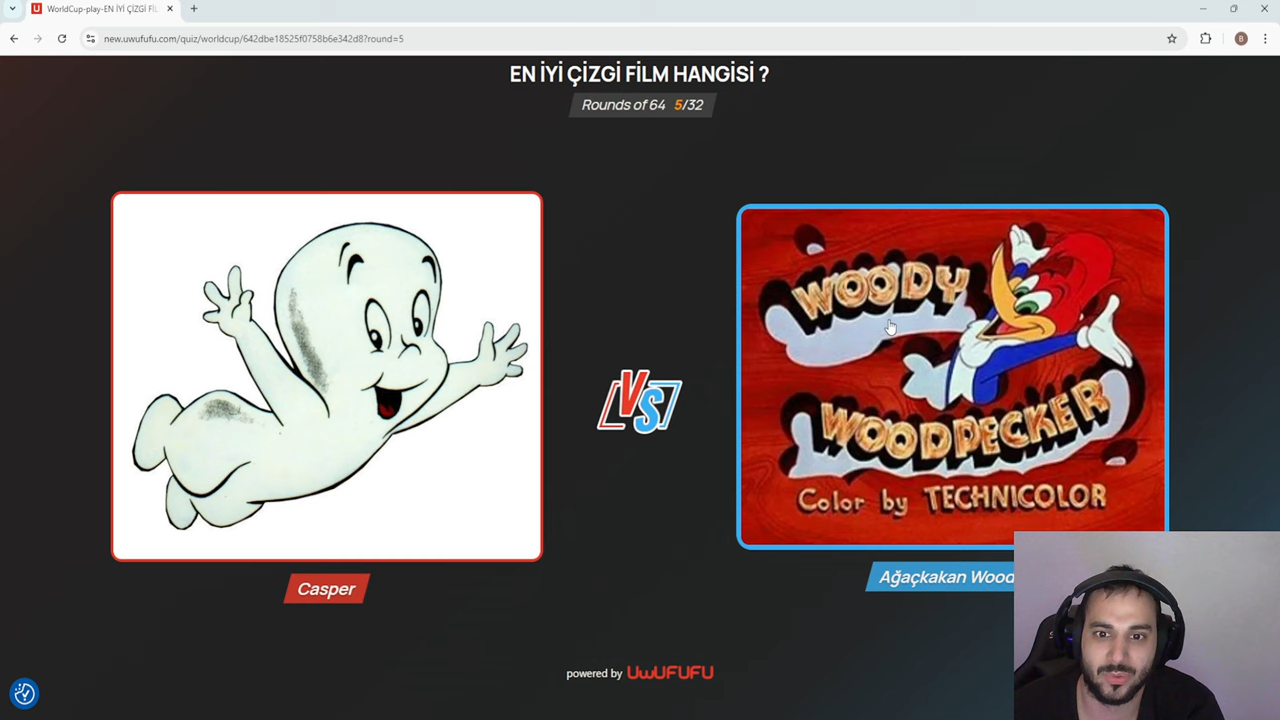 WorldCup-play-EN İYİ ÇİZGİ Fİ
new.uwufufu.com/quiz/worldcup/642dbe18525f0758b6e342d8?round=5
B
EN İYİ ÇİZGİ FİLM HANGİSİ ?
Rounds of 64 5/32
WOODY
WOODPECKER
Color by TECHNICOLOR
VS
Casper
Ağaçkakan Wood
powered by UWUFUFU